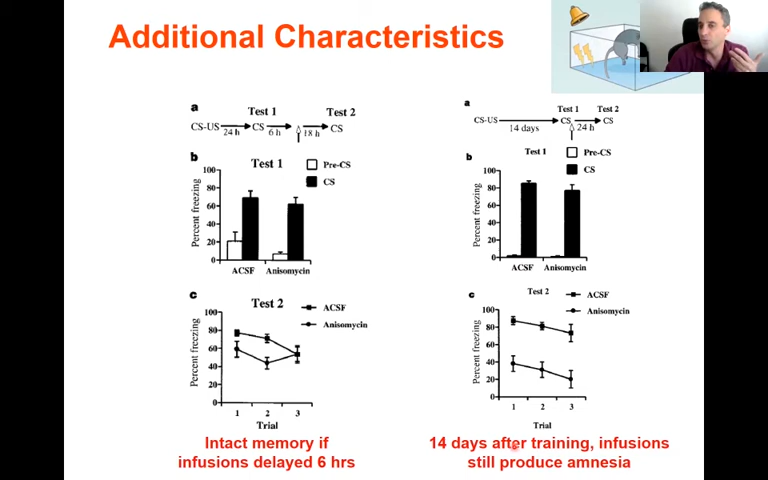 Additional Characteristics
a
Test 1 Test 2
CS-US CS CS
24 h 6 h 18 h
b
Test 1
Pre-CS
CS
Percent freezing
100
80
60
40
20
0
ACSF Anisomycin
c
Test 2
ACSF
Anisomycin
Percent freezing
100
80
60
40
20
0
1 2 3
Trial
Intact memory if
infusions delayed 6 hrs
a
Test 1 Test 2
CS-US CS CS
14 days 24 h
b
Test 1
Pre-CS
CS
Percent freezing
100
80
60
40
20
0
ACSF Anisomycin
c
Test 2
ACSF
Anisomycin
Percent freezing
100
80
60
40
20
0
1 2 3
Trial
14 days after training, infusions
still produce amnesia